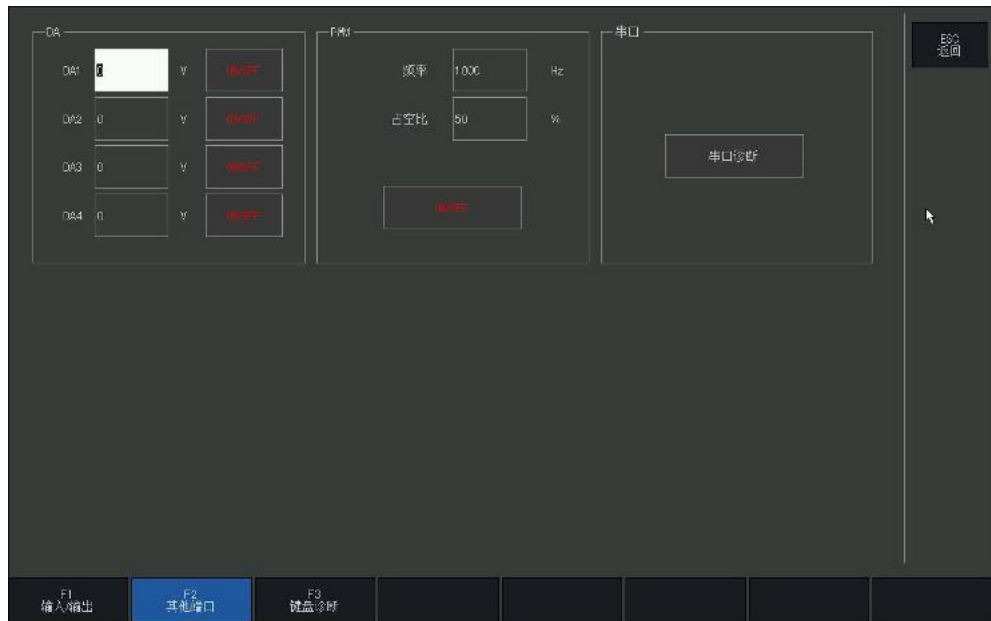 DA
DA1 0 V ON/OFF
DA2 0 V ON/OFF
DA3 0 V ON/OFF
DA4 0 V ON/OFF
PWM
频率 1000 Hz
占空比 50 %
ON/OFF
串口
串口诊断
ESC
返回
F1
输入/输出
F2
其他端口
F3
键盘诊断